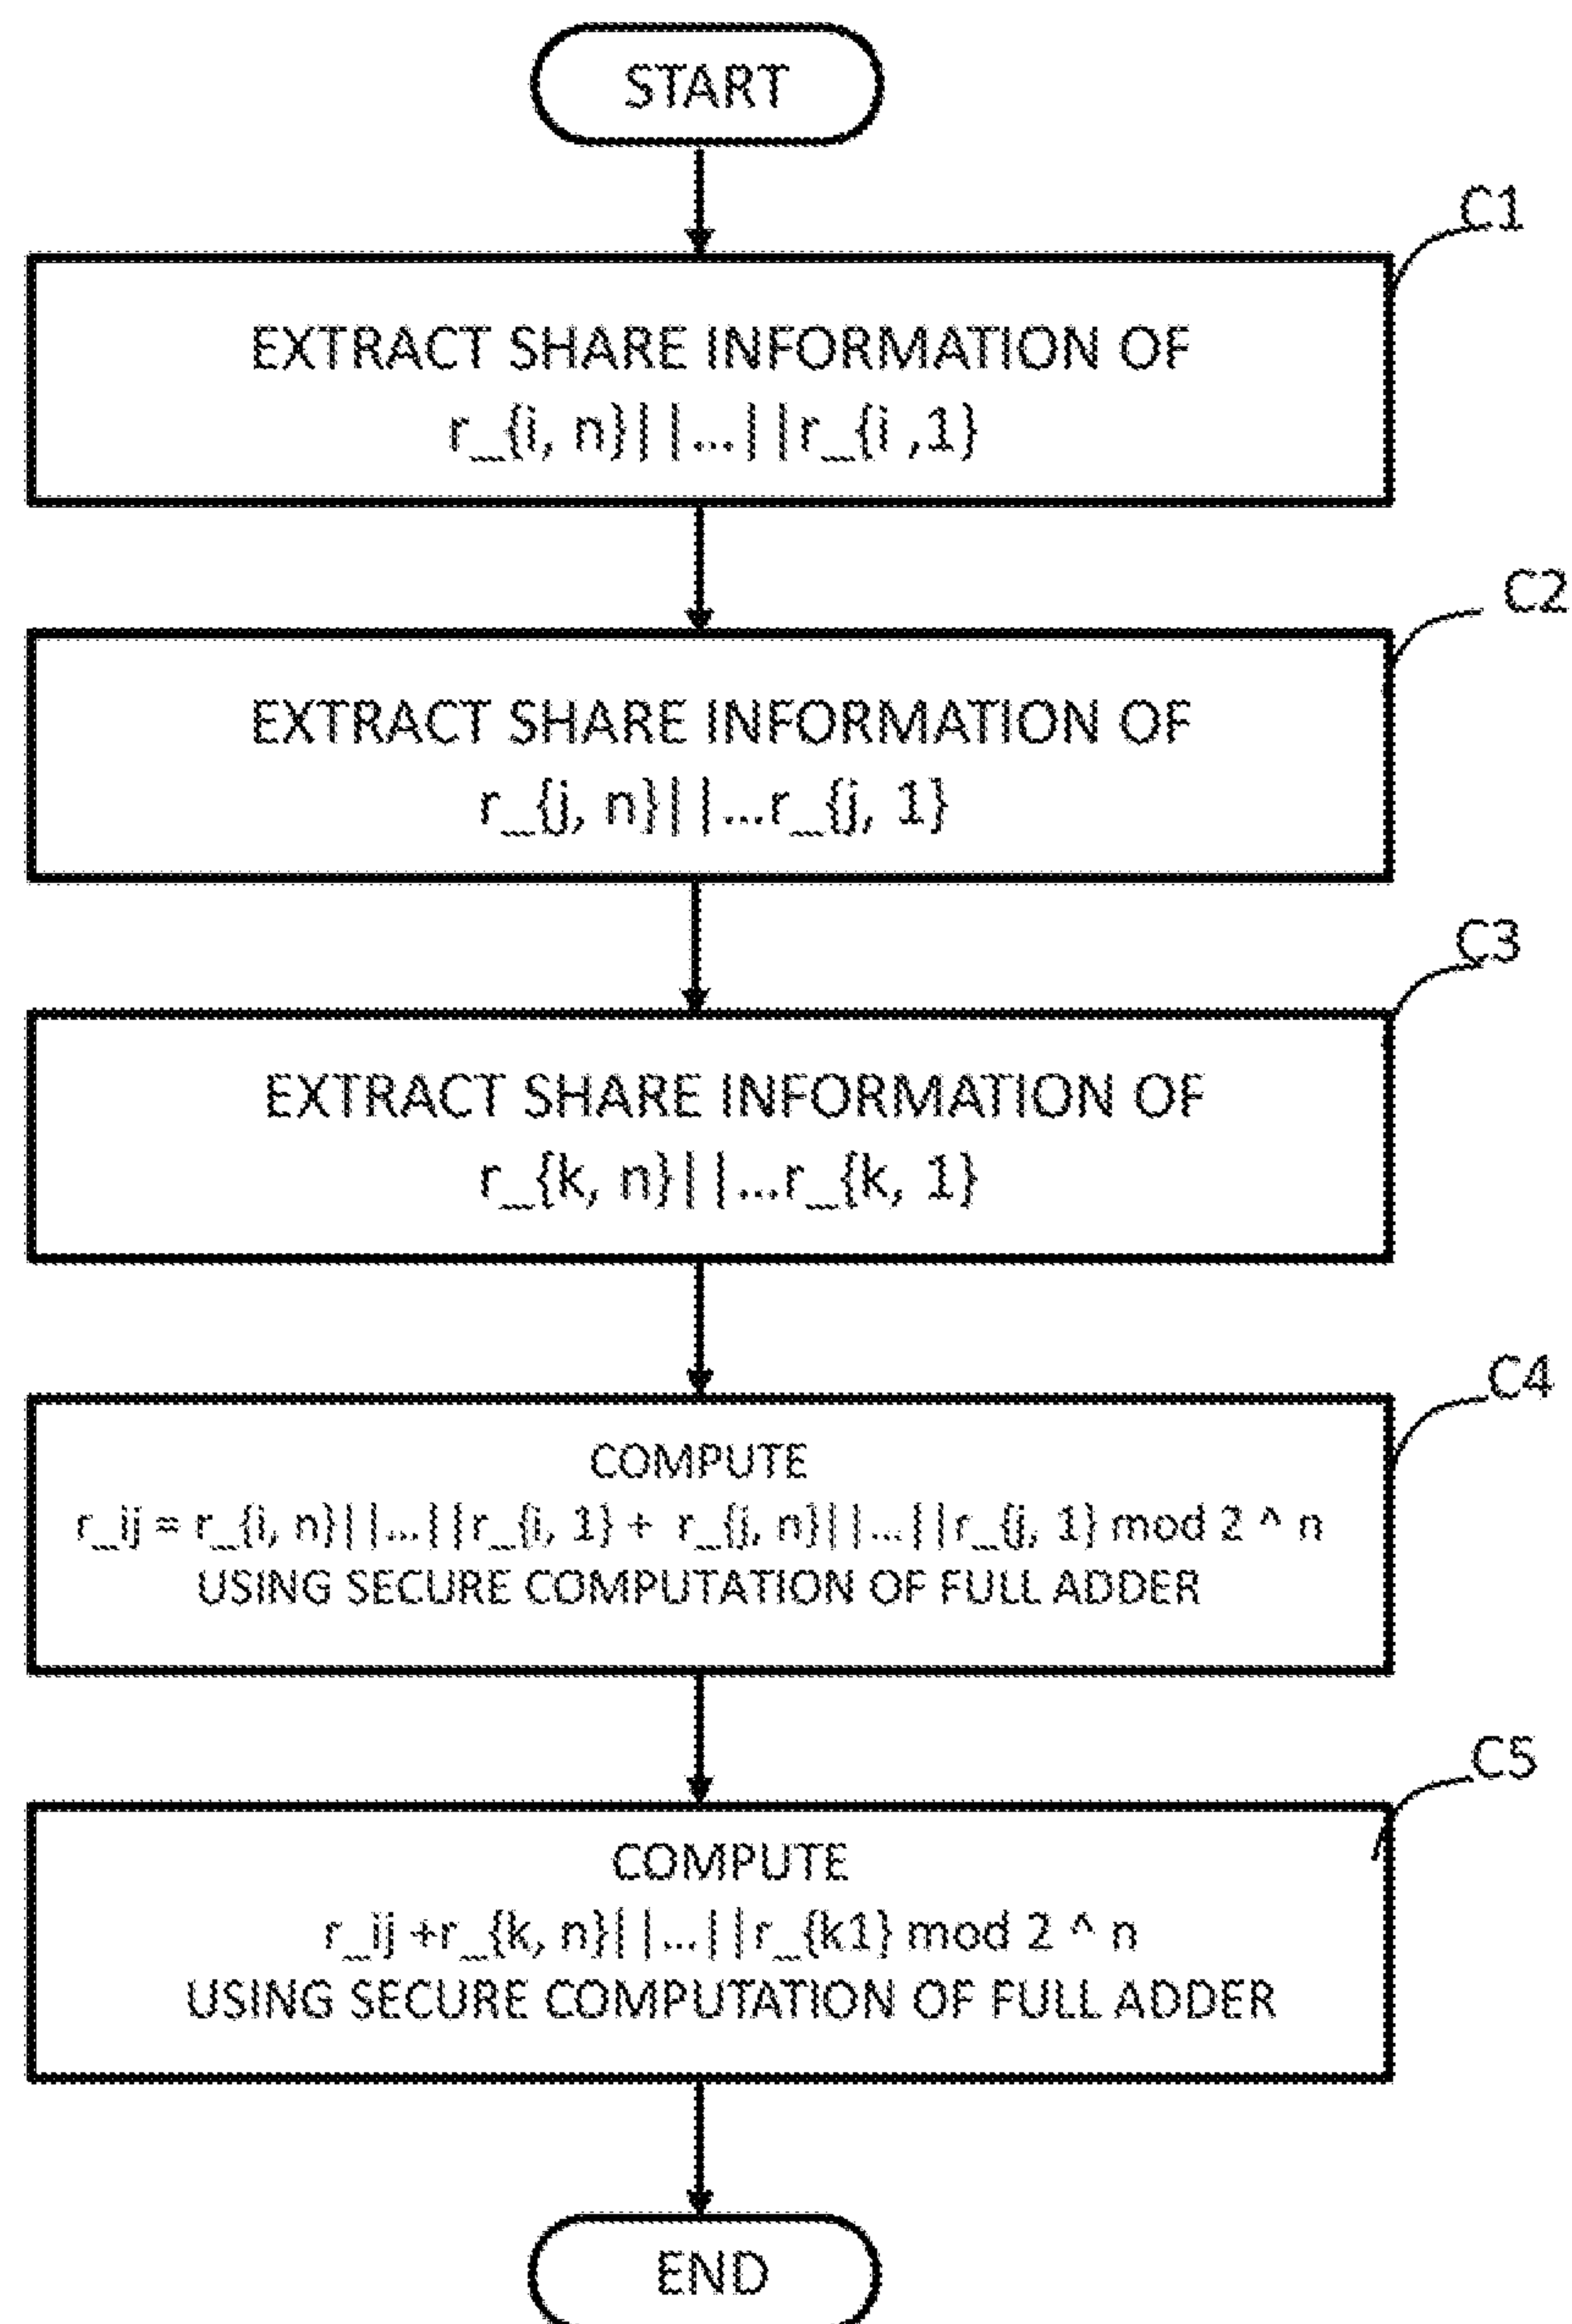 START
C1
EXTRACT SHARE INFORMATION OF
r_{i, n}||...||r_{i ,1}
C2
EXTRACT SHARE INFORMATION OF
r_{j, n}||...r_{j, 1}
C3
EXTRACT SHARE INFORMATION OF
r_{k, n}||...r_{k, 1}
C4
COMPUTE
r_ij = r_{i, n}||...||r_{i, 1} + r_{j, n}||...||r_{j, 1} mod 2 ^ n
USING SECURE COMPUTATION OF FULL ADDER
C5
COMPUTE
r_ij +r_{k, n}||...||r_{k1} mod 2 ^ n
USING SECURE COMPUTATION OF FULL ADDER
END